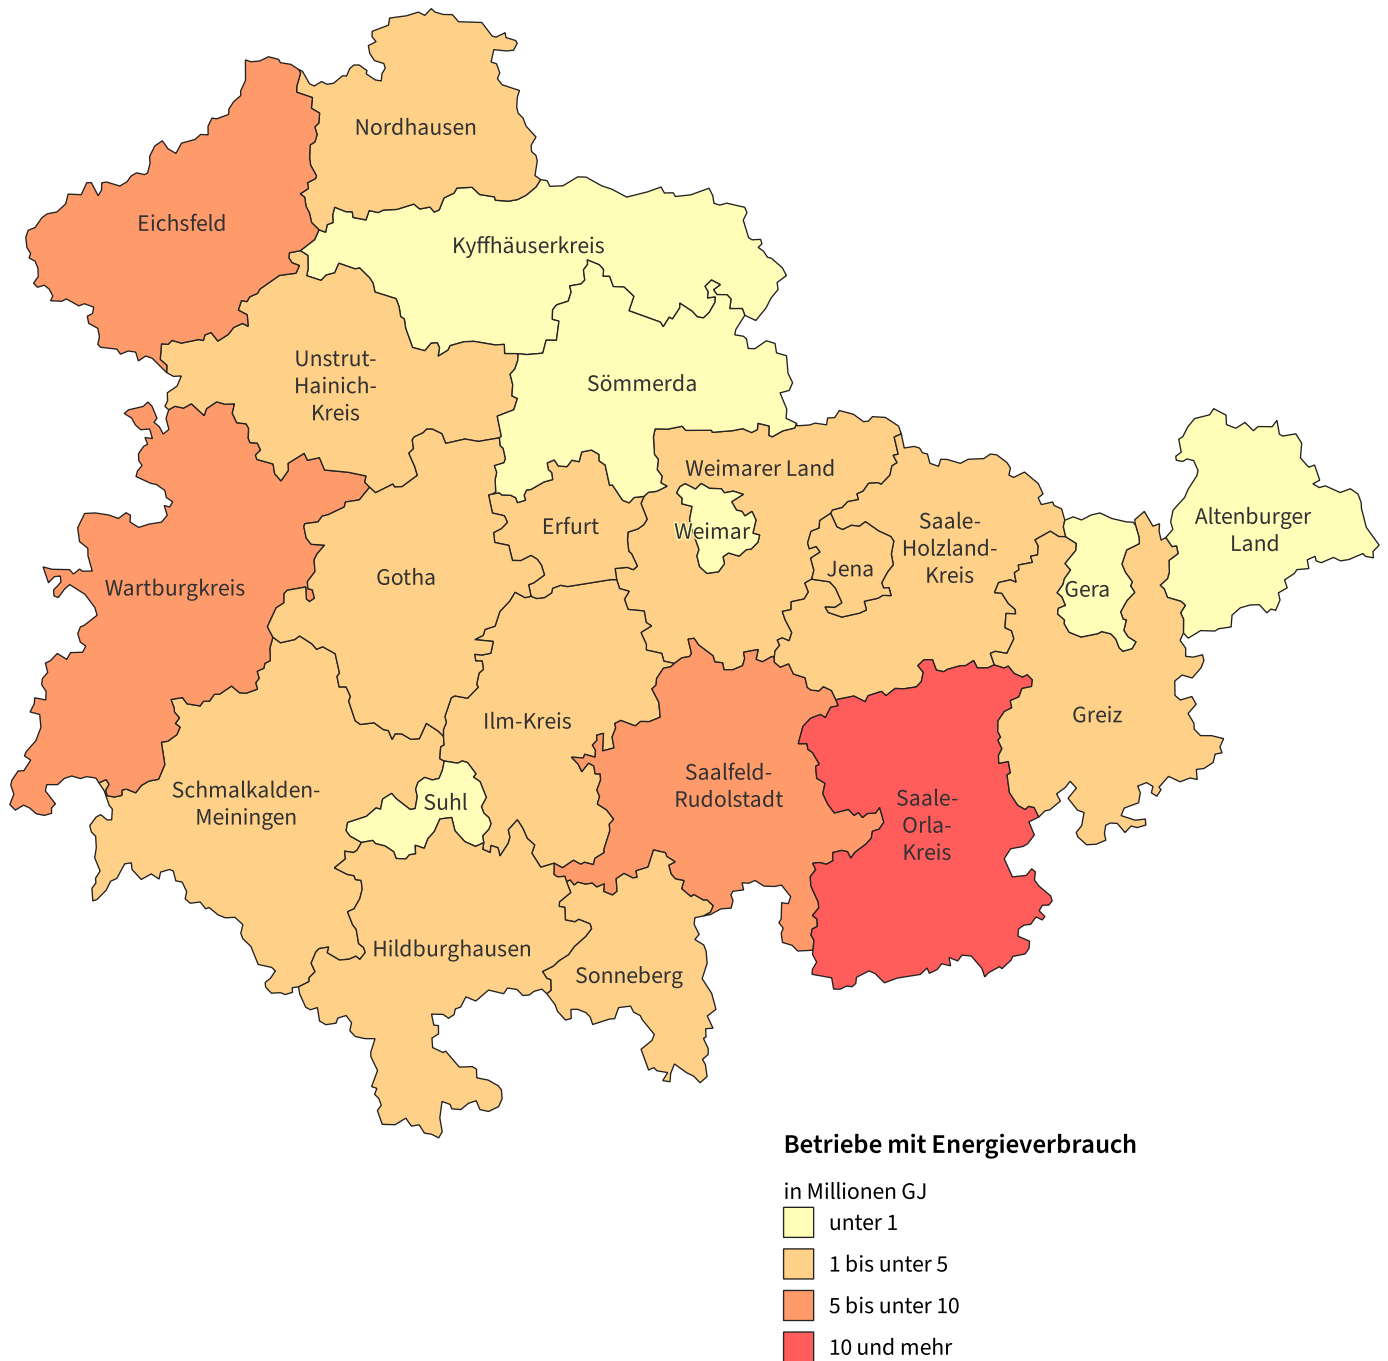 Nordhausen
Eichsfeld
Kyffhäuserkreis
Unstrut-
Hainich-
Kreis
Sömmerda
Weimarer Land
Altenburger
Land
Saale-
Holzland-
Kreis
Erfurt
Weimar
Jena
Gotha
Wartburgkreis
Gera
Greiz
Ilm-Kreis
Saalfeld-
Rudolstadt
Schmalkalden-
Meiningen
Suhl
Saale-
Orla-
Kreis
Hildburghausen
Sonneberg
Betriebe mit Energieverbrauch
in Millionen GJ
unter 1
1 bis unter 5
5 bis unter 10
10 und mehr